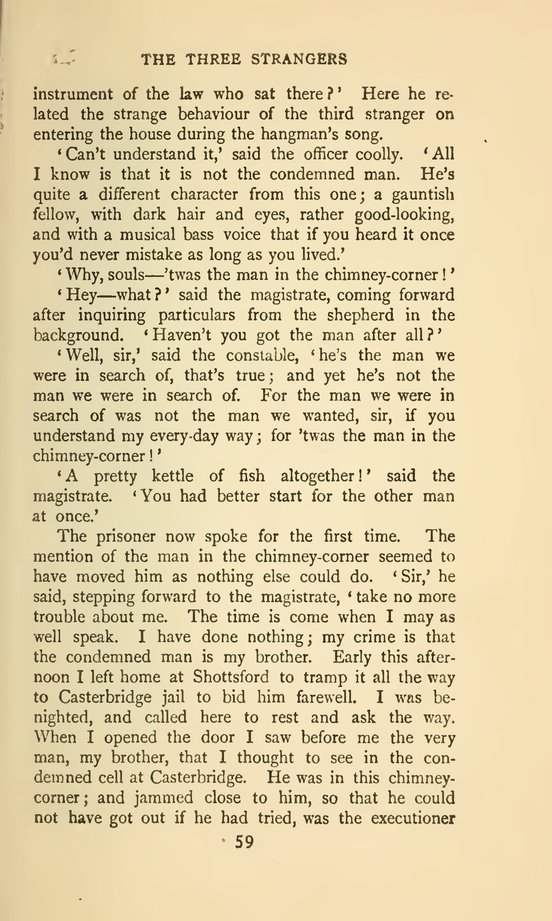 THE THREE STRANGERS
instrument of the law who sat there?' Here he re-
lated the strange behaviour of the third stranger on
entering the house during the hangman's song.
'Can't understand it,' said the officer coolly. 'All
I know is that it is not the condemned man. He's
quite a different character from this one; a gauntish
fellow, with dark hair and eyes, rather good-looking,
and with a musical bass voice that if you heard it once
you'd never mistake as long as you lived.'
'Why, souls—'twas the man in the chimney-corner!'
'Hey—what?' said the magistrate, coming forward
after inquiring particulars from the shepherd in the
background. 'Haven't you got the man after all?'
'Well, sir,' said the constable, 'he's the man we
were in search of, that's true; and yet he's not the
man we were in search of. For the man we were in
search of was not the man we wanted, sir, if you
understand my every-day way; for 'twas the man in the
chimney-corner!'
'A pretty kettle of fish altogether!' said the
magistrate. 'You had better start for the other man
at once.'
The prisoner now spoke for the first time. The
mention of the man in the chimney-corner seemed to
have moved him as nothing else could do. 'Sir,' he
said, stepping forward to the magistrate, 'take no more
trouble about me. The time is come when I may as
well speak. I have done nothing; my crime is that
the condemned man is my brother. Early this after-
noon I left home at Shottsford to tramp it all the way
to Casterbridge jail to bid him farewell. I was be-
nighted, and called here to rest and ask the way.
When I opened the door I saw before me the very
man, my brother, that I thought to see in the con-
demned cell at Casterbridge. He was in this chimney-
corner; and jammed close to him, so that he could
not have got out if he had tried, was the executioner
59